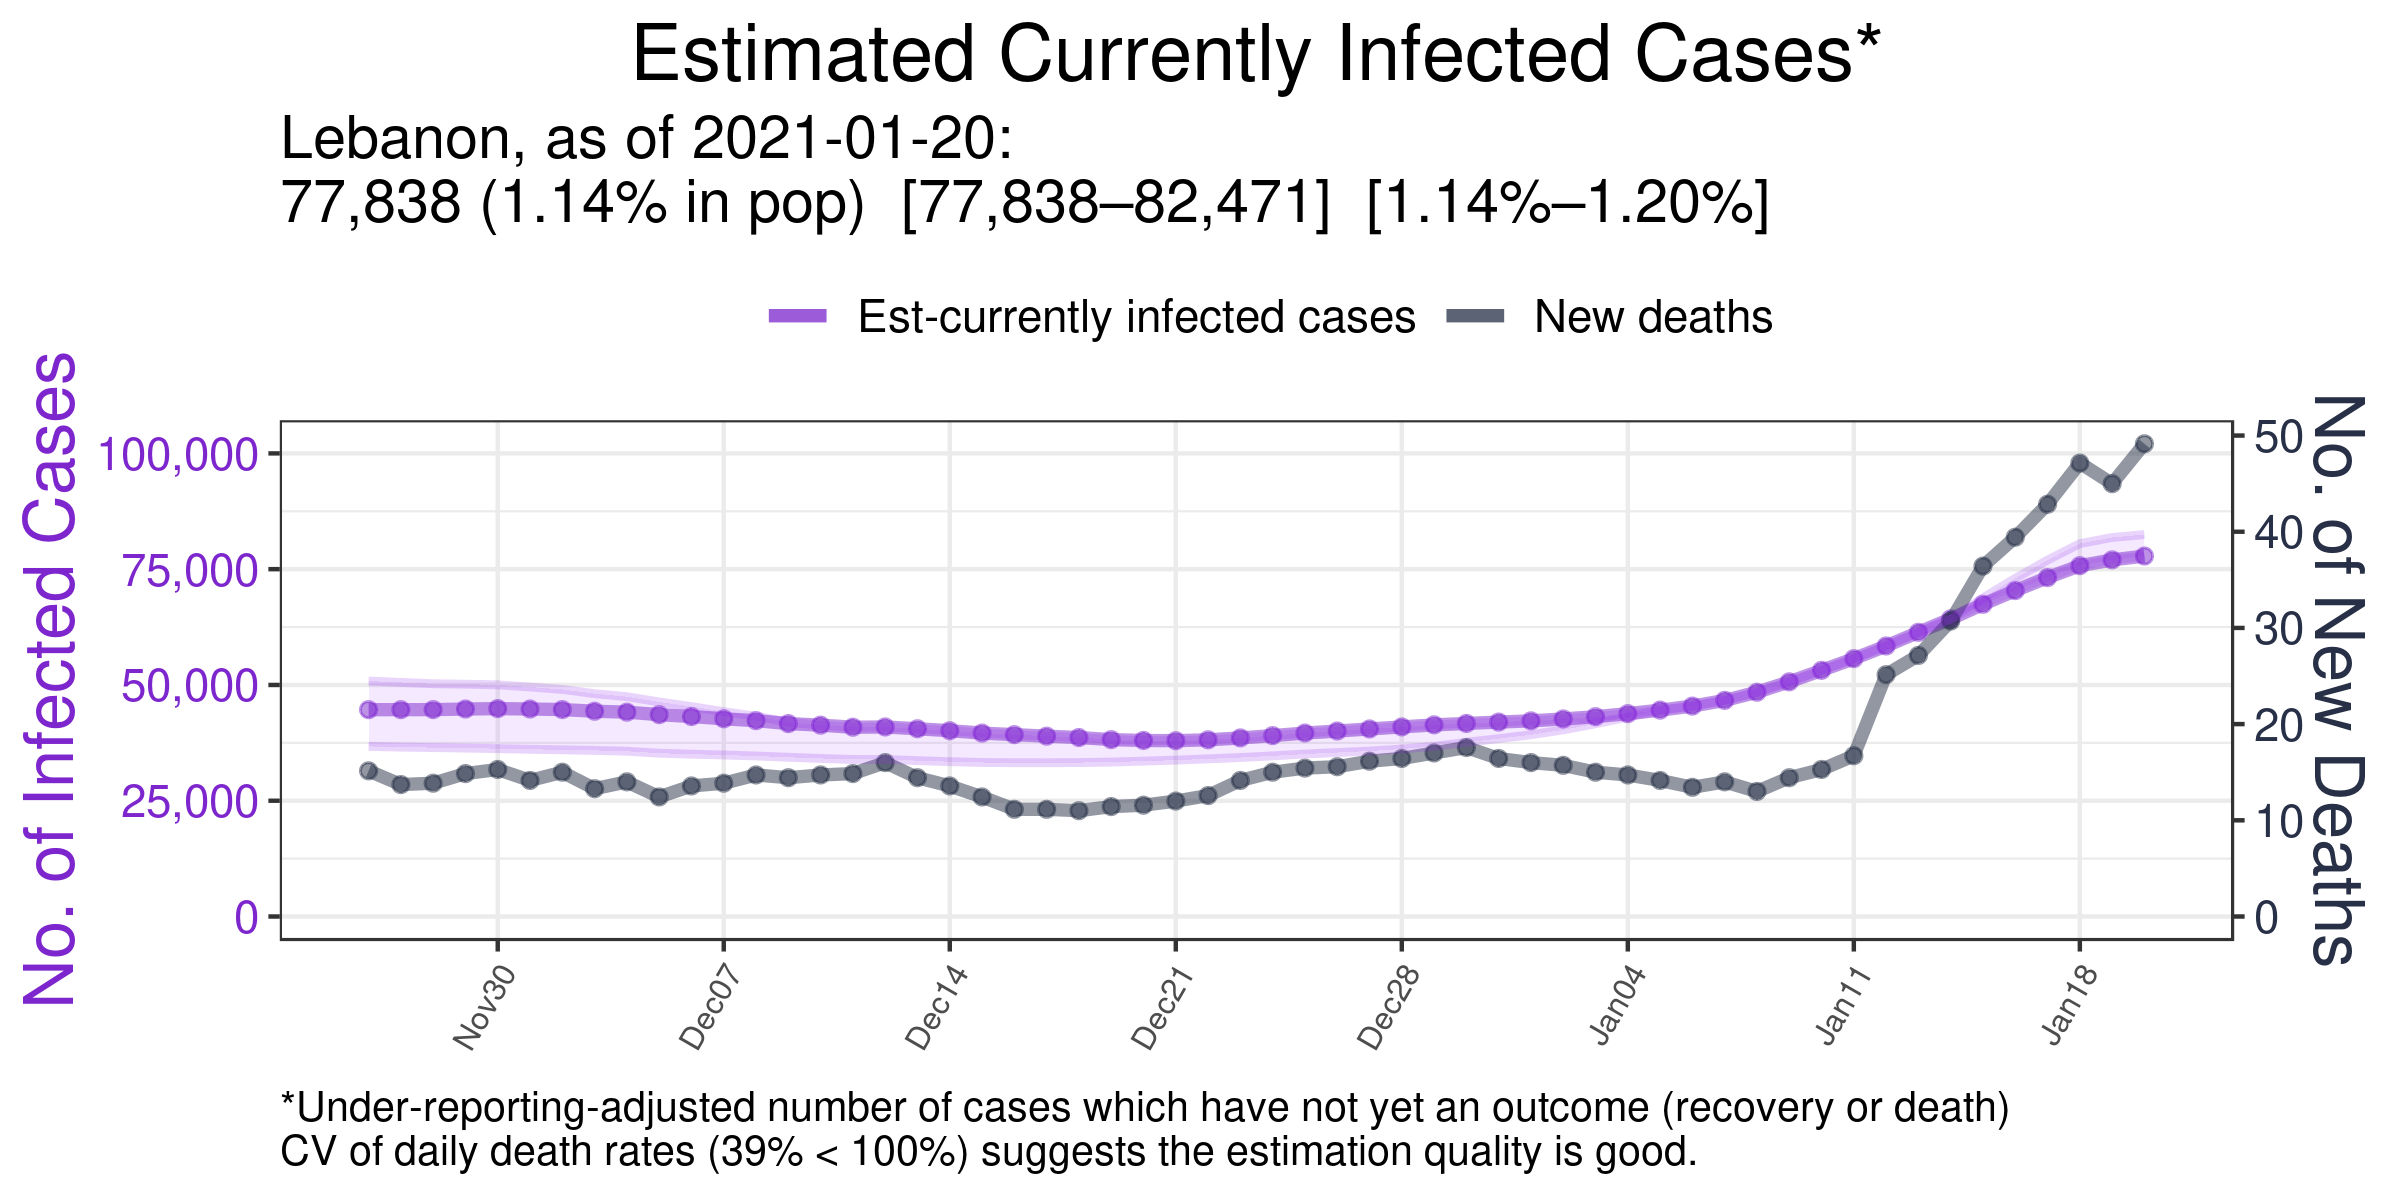 Estimated Currently Infected Cases*
Lebanon, as of 2021-01-20:
77,838 (1.14% in pop)  [77,838–82,471]  [1.14%–1.20%]
Est-currently infected cases
New deaths
No. of Infected Cases
100,000
75,000
50,000
25,000
0
50
40
30
20
10
0
No. of New Deaths
Nov30
Dec07
Dec14
Dec21
Dec28
Jan04
Jan11
Jan18
*Under-reporting-adjusted number of cases which have not yet an outcome (recovery or death)
CV of daily death rates (39% < 100%) suggests the estimation quality is good.